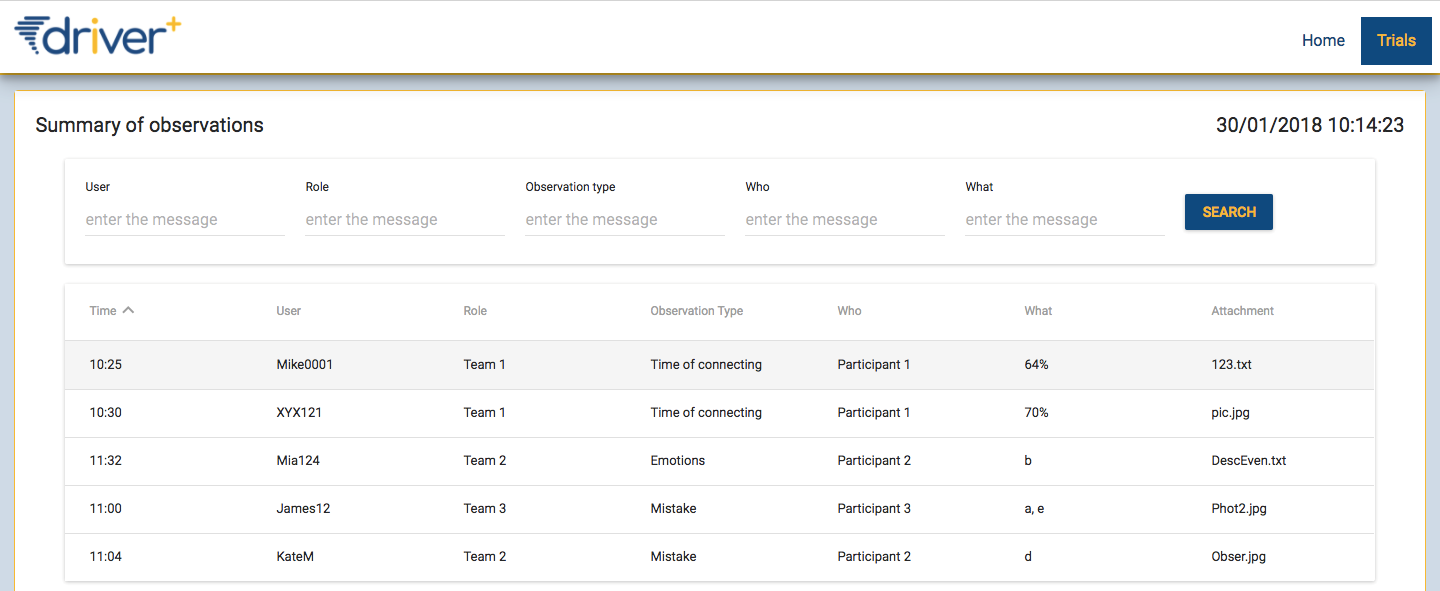 driver+
Home Trials
Summary of observations 30/01/2018 10:14:23
User Role Observation type Who What
enter the message enter the message enter the message enter the message enter the message SEARCH
Time User Role Observation Type Who What Attachment
10:25 Mike0001 Team 1 Time of connecting Participant 1 64% 123.txt
10:30 XYX121 Team 1 Time of connecting Participant 1 70% pic.jpg
11:32 Mia124 Team 2 Emotions Participant 2 b DescEven.txt
11:00 James12 Team 3 Mistake Participant 3 a, e Phot2.jpg
11:04 KateM Team 2 Mistake Participant 2 d Obser.jpg